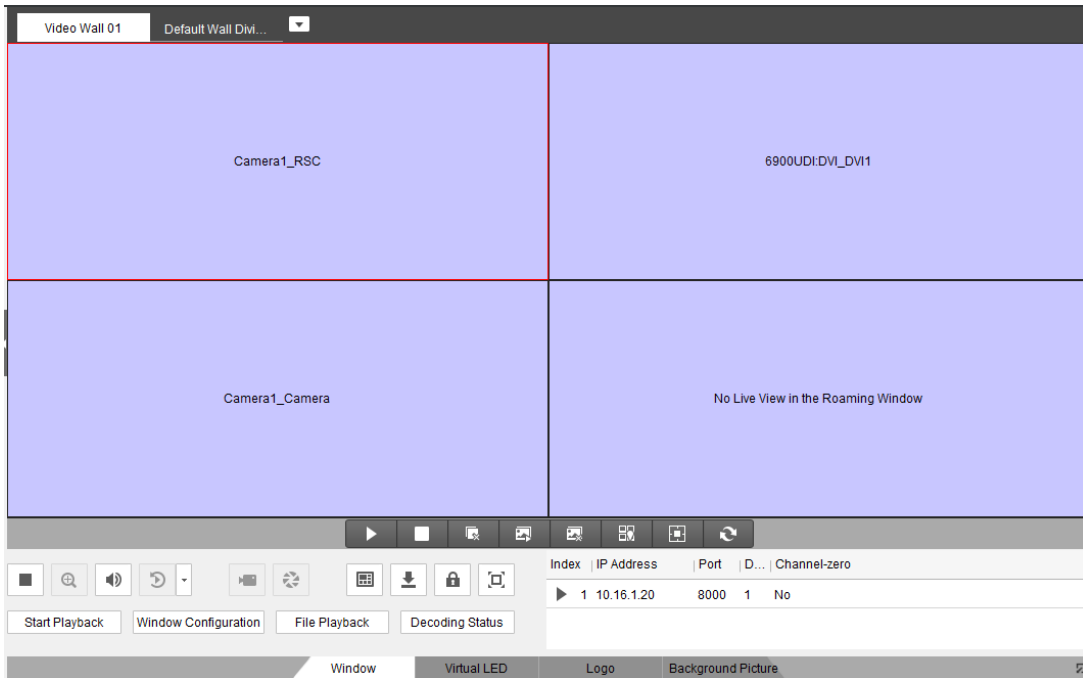 Video Wall 01 Default Wall Divi...
Camera1_RSC 6900UDI:DVI_DVI1
Camera1_Camera No Live View in the Roaming Window
Index IP Address Port D... Channel-zero
1 10.16.1.20 8000 1 No
Start Playback Window Configuration File Playback Decoding Status
Window Virtual LED Logo Background Picture